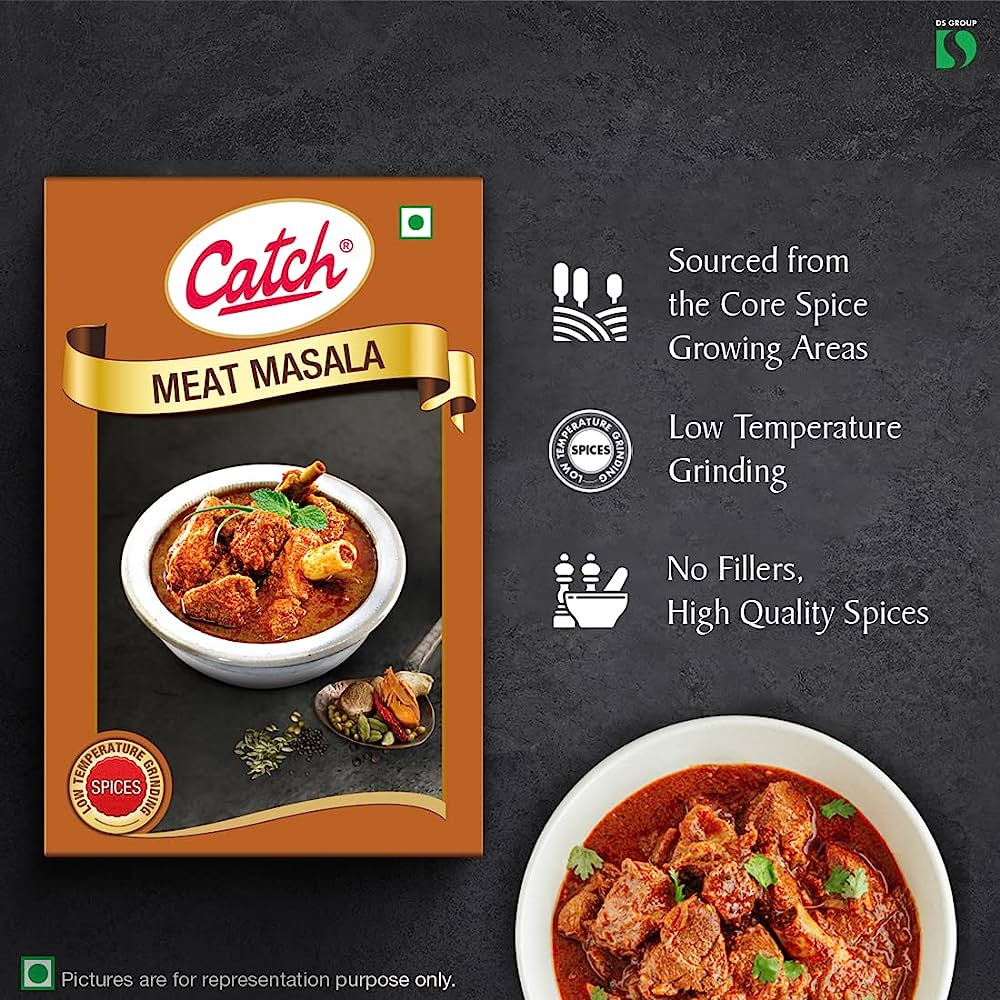 DS GROUP
Catch®
MEAT MASALA
LOW TEMPERATURE GRINDING
SPICES
Sourced from
the Core Spice
Growing Areas
LOW TEMPERATURE GRINDING
SPICES
Low Temperature
Grinding
No Fillers,
High Quality Spices
Pictures are for representation purpose only.